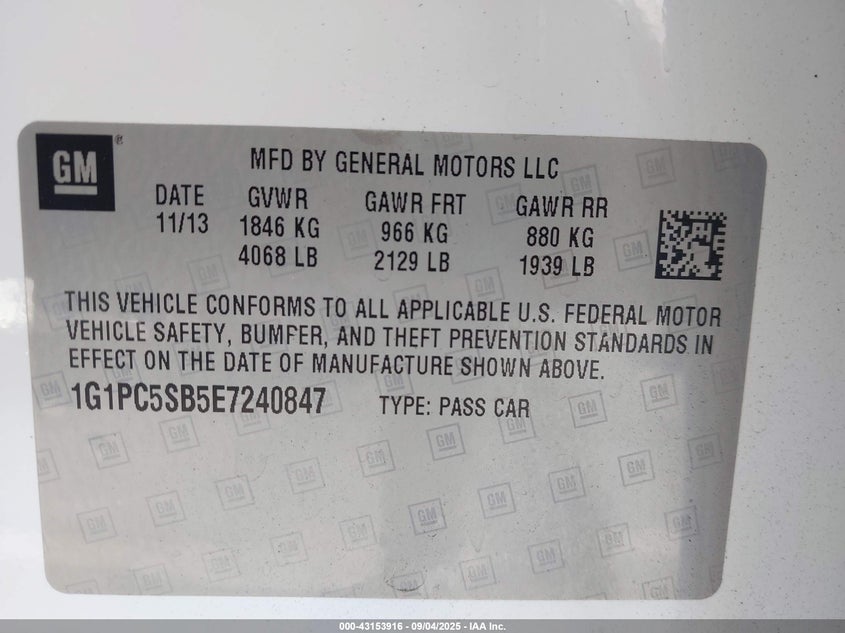 GM ®
MFD BY GENERAL MOTORS LLC
DATE GVWR GAWR FRT GAWR RR
11/13 1846 KG 966 KG 880 KG
4068 LB 2129 LB 1939 LB
THIS VEHICLE CONFORMS TO ALL APPLICABLE U.S. FEDERAL MOTOR
VEHICLE SAFETY, BUMPER, AND THEFT PREVENTION STANDARDS IN
EFFECT ON THE DATE OF MANUFACTURE SHOWN ABOVE.
1G1PC5SB5E7240847 TYPE: PASS CAR
000-43153916 - 09/04/2025 - IAA Inc.